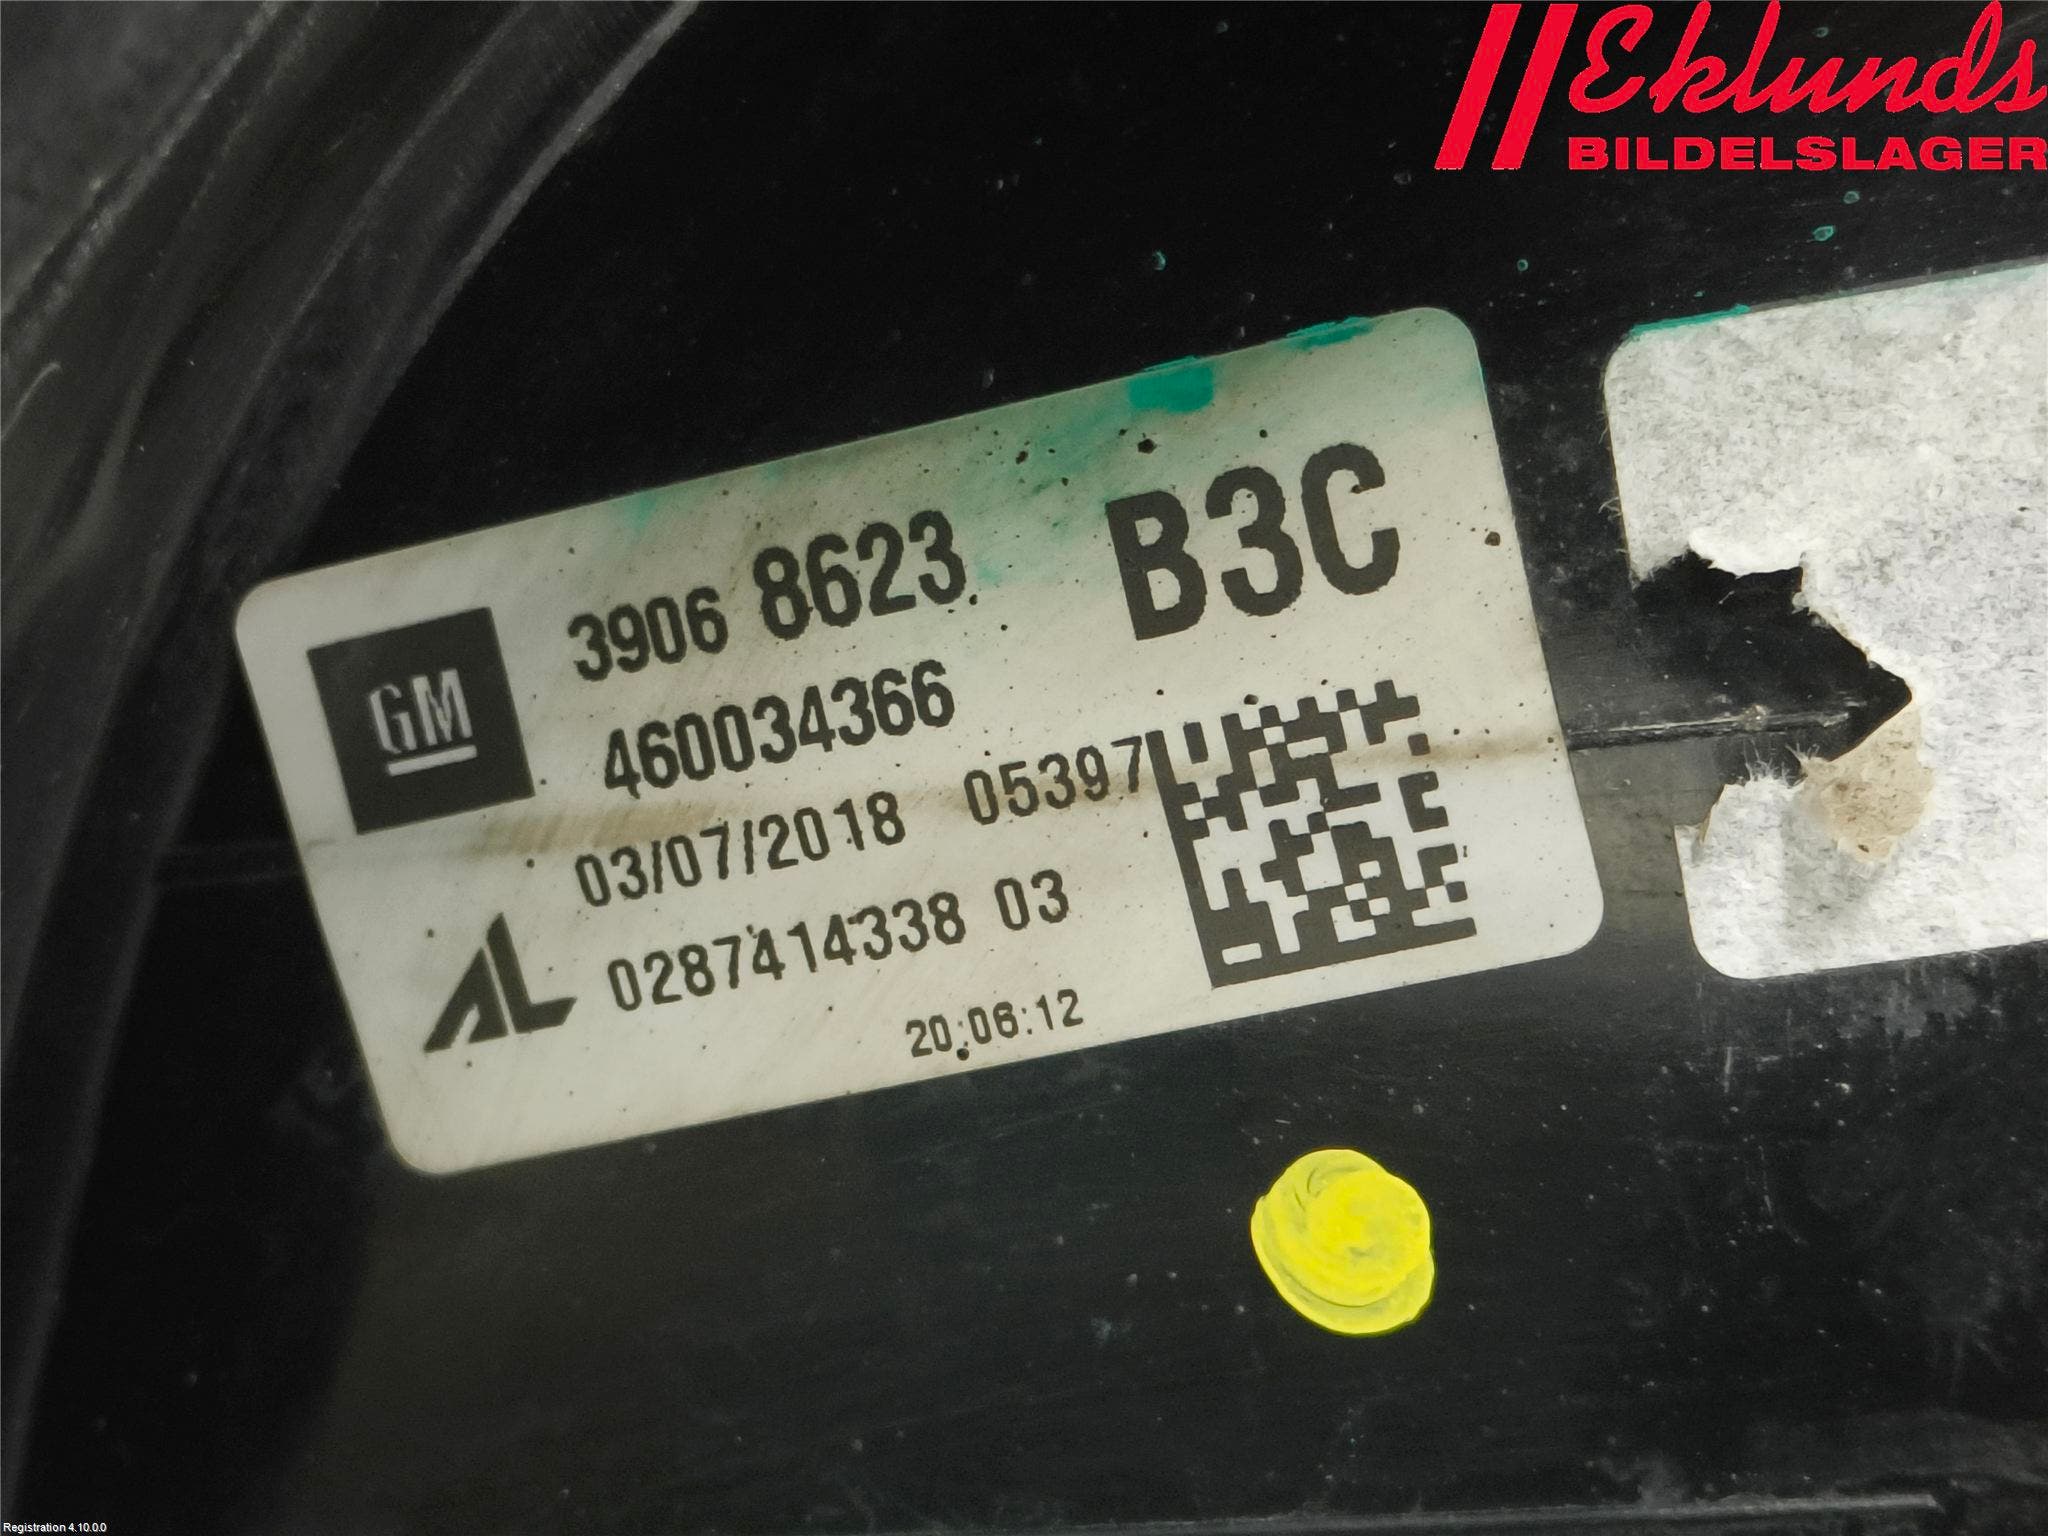 Eklunds
BILDELSLAGER
3906 8623 B3C
GM
460034366
03/07/2018 05397
AL
0287414338 03
20:06:12
Registration 4.10.0.0